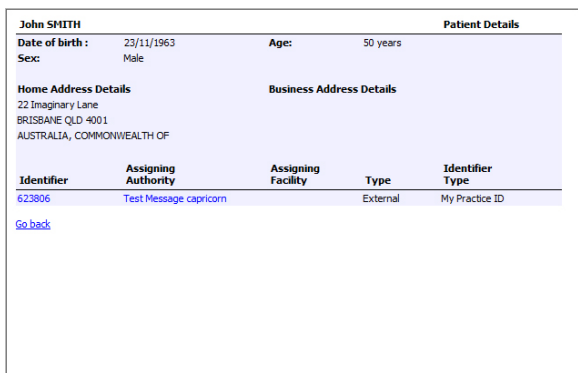 John SMITH Patient Details
Date of birth : 23/11/1963 Age: 50 years
Sex: Male
Home Address Details Business Address Details
22 Imaginary Lane
BRISBANE QLD 4001
AUSTRALIA, COMMONWEALTH OF
Assigning Assigning Identifier
Identifier Authority Facility Type Type
623806 Test Message capricorn External My Practice ID
Go back